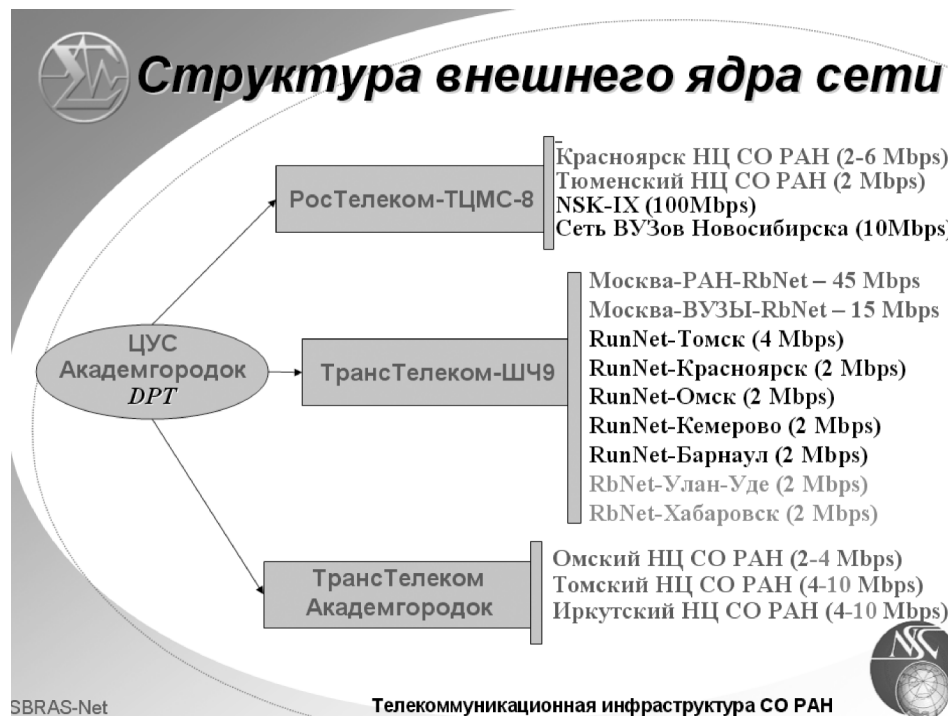 Структура внешнего ядра сети
РосТелеком-ТЦМС-8
Красноярск НЦ СО РАН (2-6 Mbps)
Тюменский НЦ СО РАН (2 Mbps)
NSK-IX (100Mbps)
Сеть ВУЗов Новосибирска (10Mbps)
ЦУС
Академгородок
DPT
ТрансТелеком-ШЧ9
Москва-РАН-RbNet – 45 Mbps
Москва-ВУЗЫ-RbNet – 15 Mbps
RunNet-Томск (4 Mbps)
RunNet-Красноярск (2 Mbps)
RunNet-Омск (2 Mbps)
RunNet-Кемерово (2 Mbps)
RunNet-Барнаул (2 Mbps)
RbNet-Улан-Уде (2 Mbps)
RbNet-Хабаровск (2 Mbps)
ТрансТелеком
Академгородок
Омский НЦ СО РАН (2-4 Mbps)
Томский НЦ СО РАН (4-10 Mbps)
Иркутский НЦ СО РАН (4-10 Mbps)
SBRAS-Net
Телекоммуникационная инфраструктура СО РАН